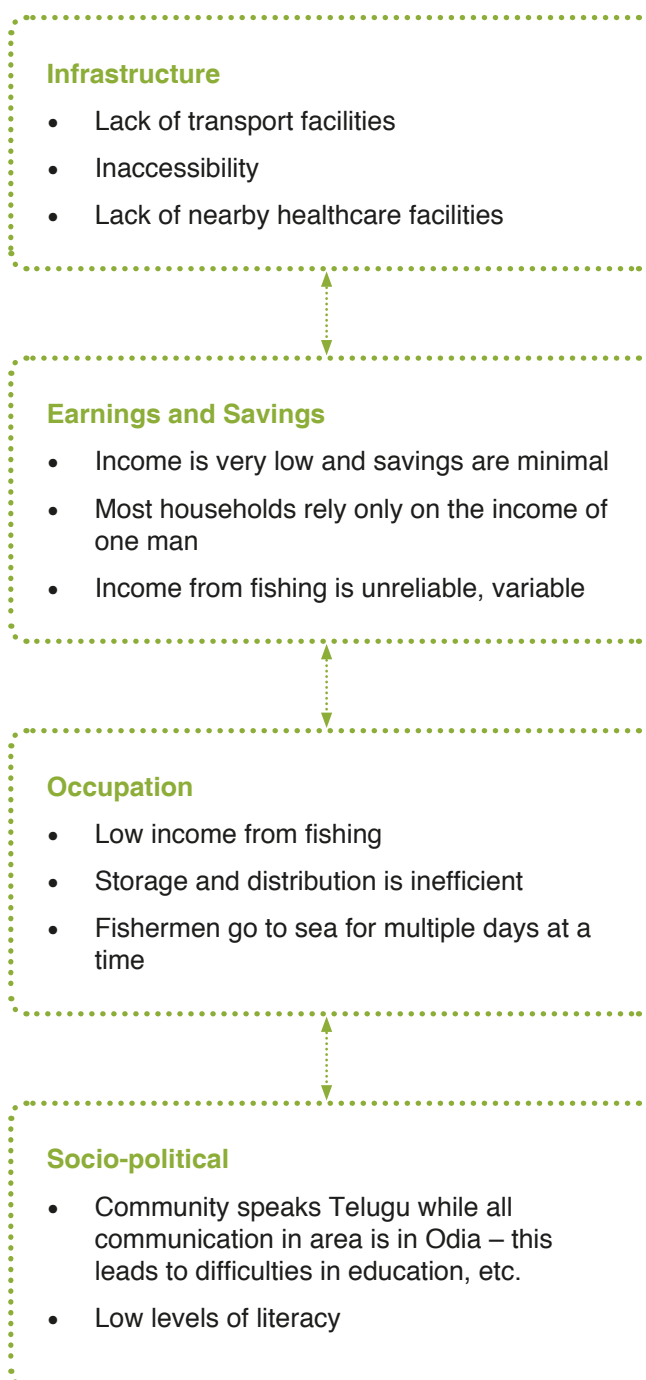 Infrastructure
• Lack of transport facilities
• Inaccessibility
• Lack of nearby healthcare facilities
Earnings and Savings
• Income is very low and savings are minimal
• Most households rely only on the income of
one man
• Income from fishing is unreliable, variable
Occupation
• Low income from fishing
• Storage and distribution is inefficient
• Fishermen go to sea for multiple days at a
time
Socio-political
• Community speaks Telugu while all
communication in area is in Odia – this
leads to difficulties in education, etc.
• Low levels of literacy